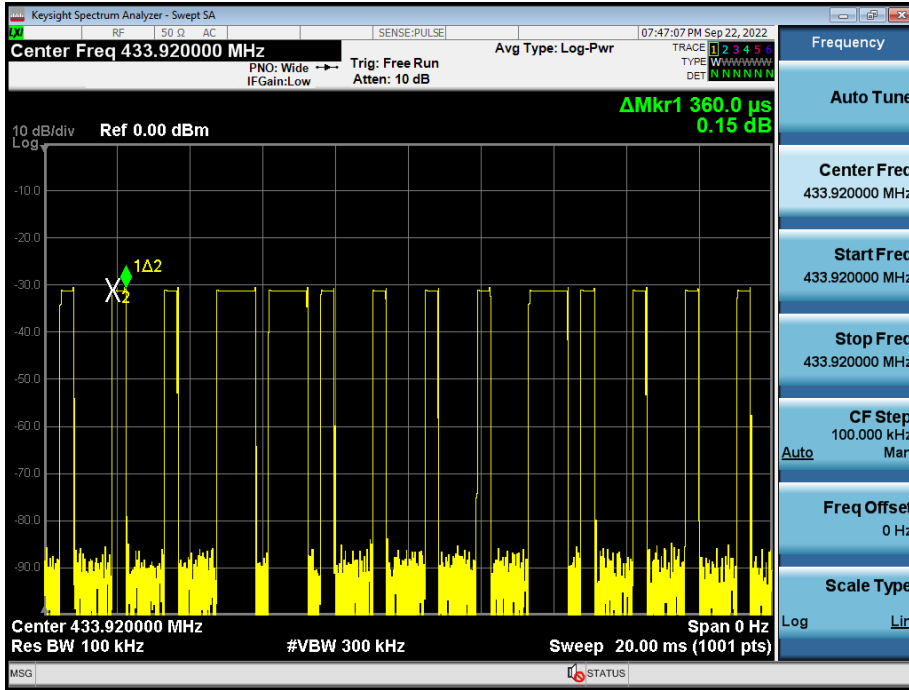 Keysight Spectrum Analyzer - Swept SA
LXI RF 50 Ω AC SENSE:PULSE 07:47:07 PM Sep 22, 2022
Center Freq 433.920000 MHz
PNO: Wide
IFGain:Low
Trig: Free Run
Atten: 10 dB
Avg Type: Log-Pwr
TRACE 1 2 3 4 5 6
TYPE WWWWWW
DET N N N N N N
ΔMkr1 360.0 µs
0.15 dB
10 dB/div Ref 0.00 dBm
Log
-10.0
-20.0
-30.0
-40.0
-50.0
-60.0
-70.0
-80.0
-90.0
1Δ2
X2
Center 433.920000 MHz Span 0 Hz
Res BW 100 kHz #VBW 300 kHz Sweep 20.00 ms (1001 pts)
MSG STATUS
Frequency
Auto Tune
Center Freq
433.920000 MHz
Start Freq
433.920000 MHz
Stop Freq
433.920000 MHz
CF Step
100.000 kHz
Auto Man
Freq Offset
0 Hz
Scale Type
Log Lin